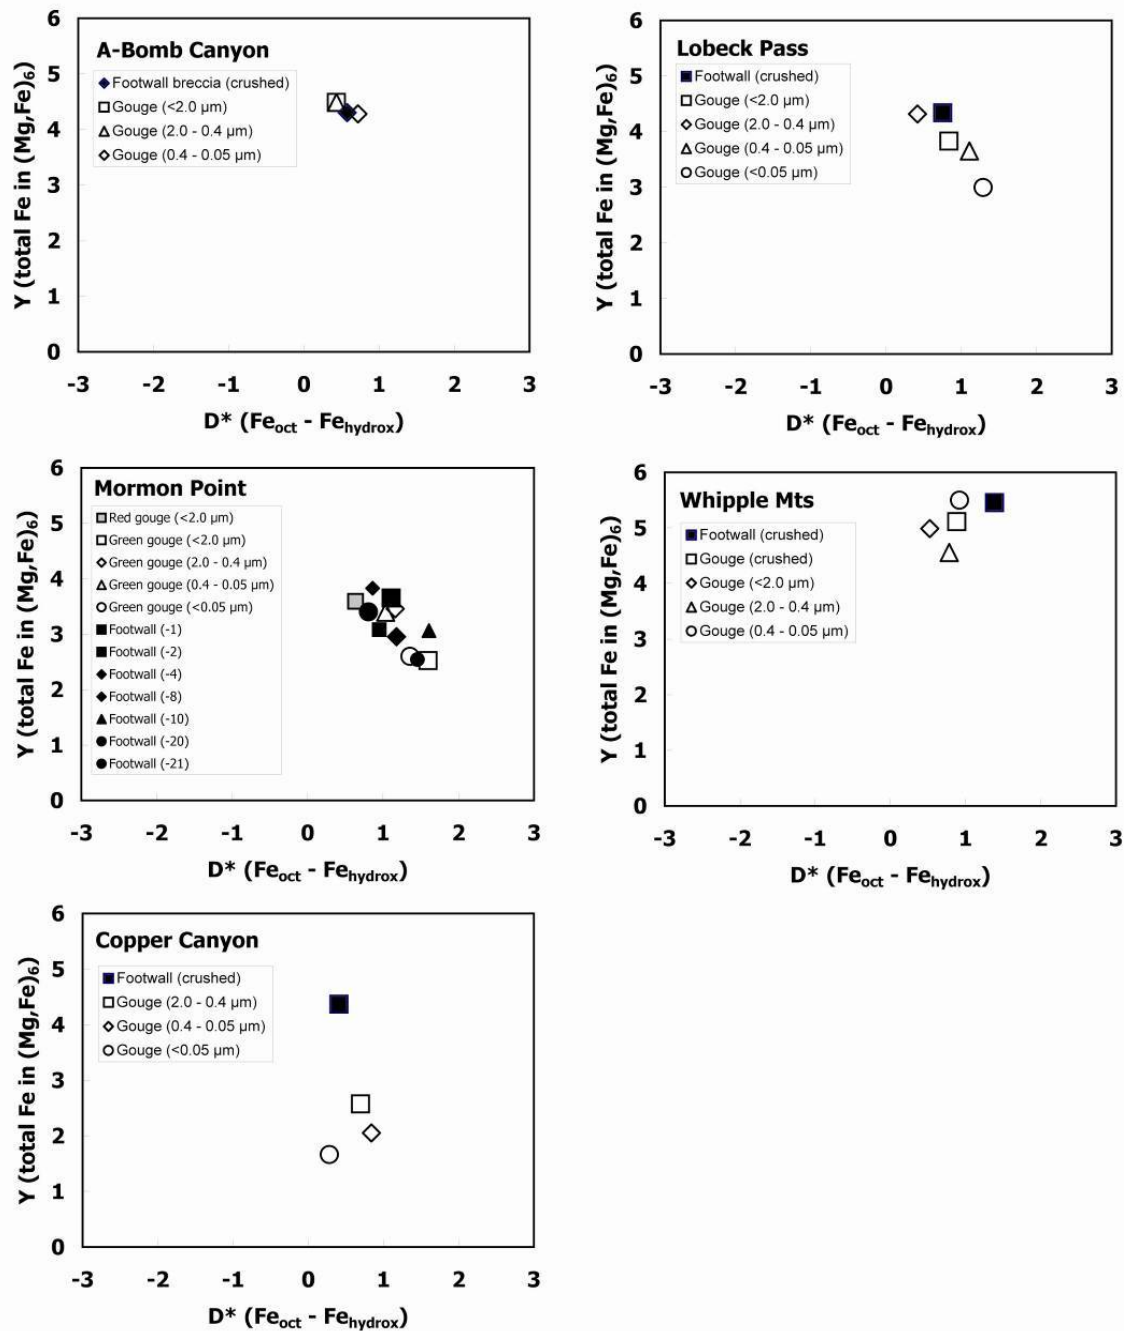 A-Bomb Canyon
Footwall breccia (crushed)
Gouge (<2.0 µm)
Gouge (2.0 - 0.4 µm)
Gouge (0.4 - 0.05 µm)
Y (total Fe in (Mg,Fe)₆)
6
5
4
3
2
1
0
-3 -2 -1 0 1 2 3
D* (Feoct - Fehydrox)
Lobeck Pass
Footwall (crushed)
Gouge (<2.0 µm)
Gouge (2.0 - 0.4 µm)
Gouge (0.4 - 0.05 µm)
Gouge (<0.05 µm)
Y (total Fe in (Mg,Fe)₆)
6
5
4
3
2
1
0
-3 -2 -1 0 1 2 3
D* (Feoct - Fehydrox)
Mormon Point
Red gouge (<2.0 µm)
Green gouge (<2.0 µm)
Green gouge (2.0 - 0.4 µm)
Green gouge (0.4 - 0.05 µm)
Green gouge (<0.05 µm)
Footwall (-1)
Footwall (-2)
Footwall (-4)
Footwall (-8)
Footwall (-10)
Footwall (-20)
Footwall (-21)
Y (total Fe in (Mg,Fe)₆)
6
5
4
3
2
1
0
-3 -2 -1 0 1 2 3
D* (Feoct - Fehydrox)
Whipple Mts
Footwall (crushed)
Gouge (crushed)
Gouge (<2.0 µm)
Gouge (2.0 - 0.4 µm)
Gouge (0.4 - 0.05 µm)
Y (total Fe in (Mg,Fe)₆)
6
5
4
3
2
1
0
-3 -2 -1 0 1 2 3
D* (Feoct - Fehydrox)
Copper Canyon
Footwall (crushed)
Gouge (2.0 - 0.4 µm)
Gouge (0.4 - 0.05 µm)
Gouge (<0.05 µm)
Y (total Fe in (Mg,Fe)₆)
6
5
4
3
2
1
0
-3 -2 -1 0 1 2 3
D* (Feoct - Fehydrox)